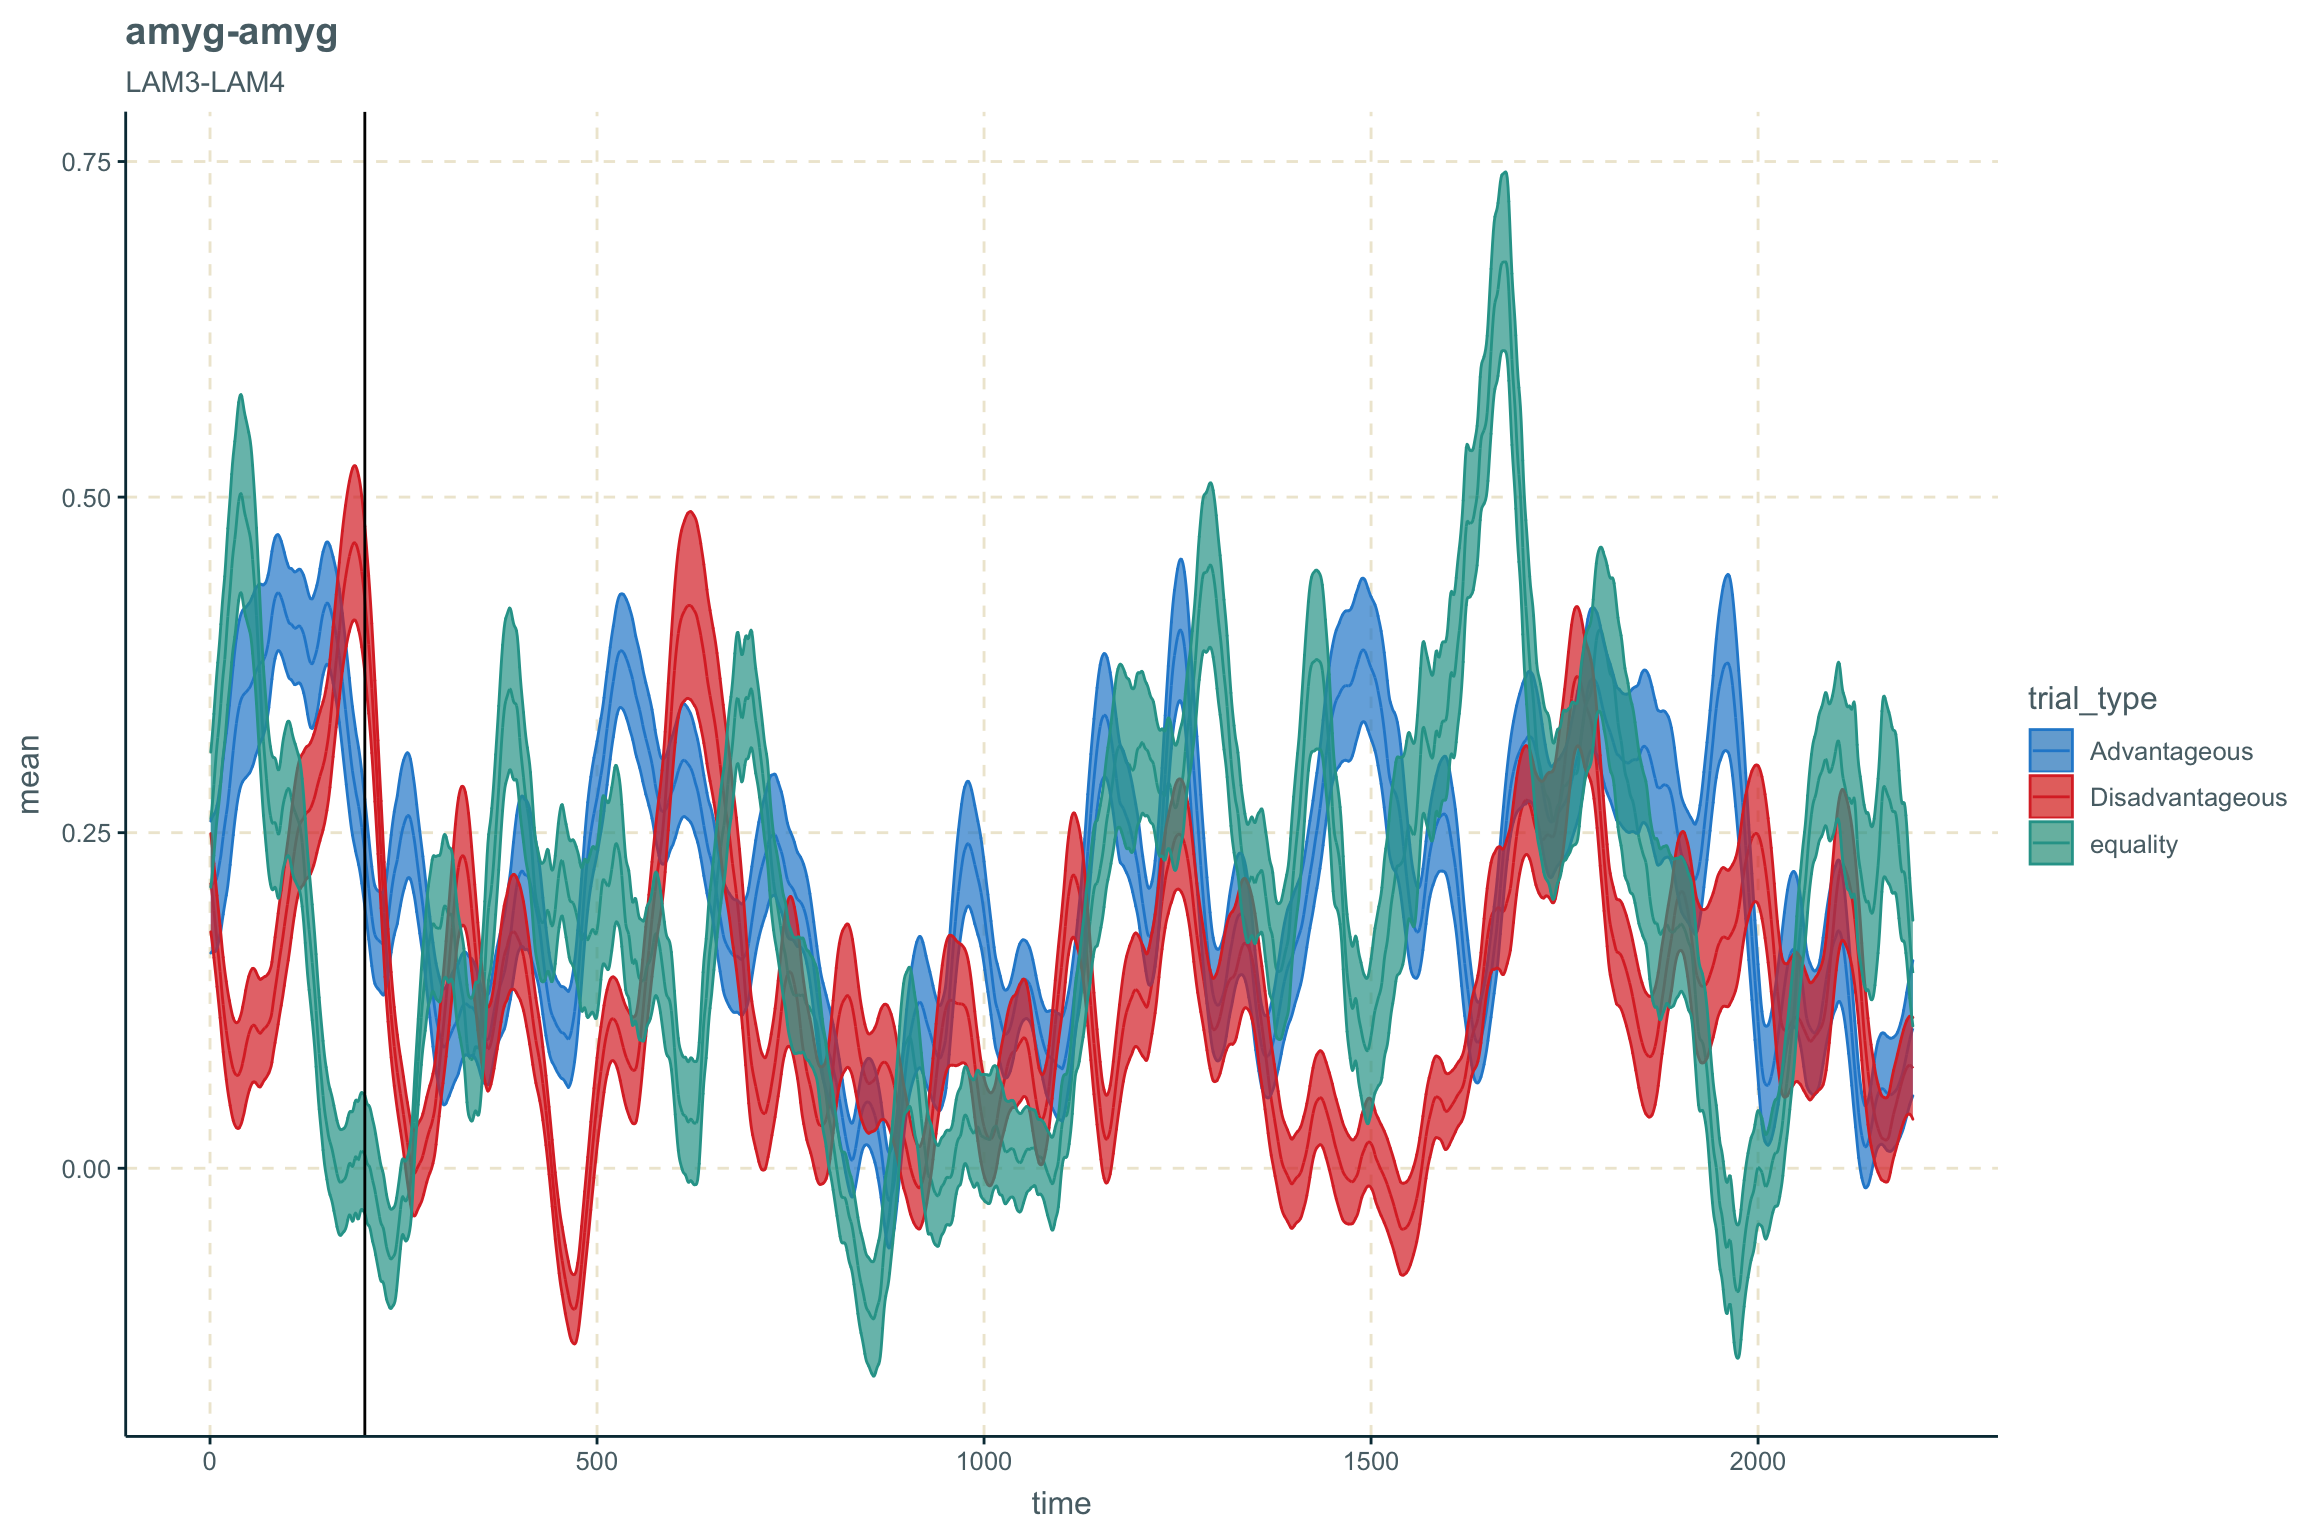 amyg-amyg
LAM3-LAM4
0.75
0.50
0.25
0.00
mean
0
500
1000
1500
2000
time
trial_type
Advantageous
Disadvantageous
equality